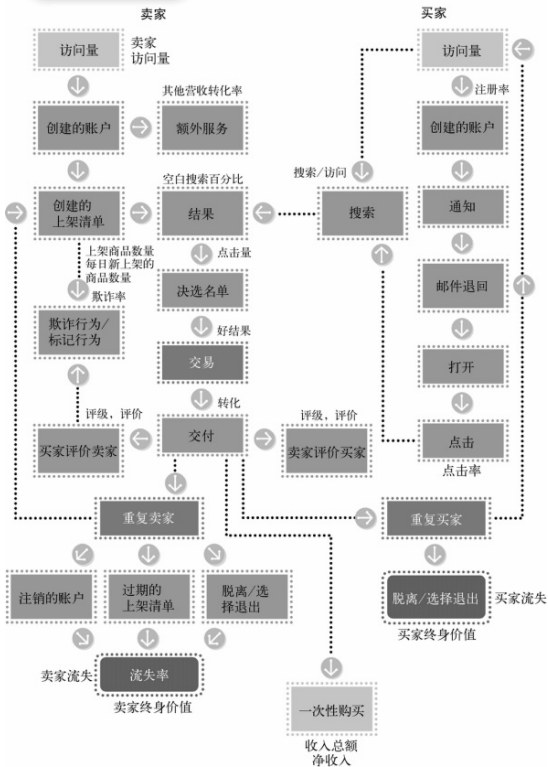 卖家
买家
访问量
卖家
访问量
访问量
注册率
其他营收转化率
创建的账户
额外服务
创建的账户
搜索/访问
空白搜索百分比
创建的
上架清单
结果
搜索
通知
上架商品数量
每日新上架的
商品数量
点击量
欺诈率
决选名单
邮件退回
欺诈行为/
标记行为
好结果
交易
打开
转化
评级，评价
评级，评价
买家评价卖家
交付
卖家评价买家
点击
点击率
重复卖家
重复买家
注销的账户
过期的
上架清单
脱离/选
择退出
脱离/选择退出
买家流失
买家终身价值
卖家流失
流失率
卖家终身价值
一次性购买
收入总额
净收入